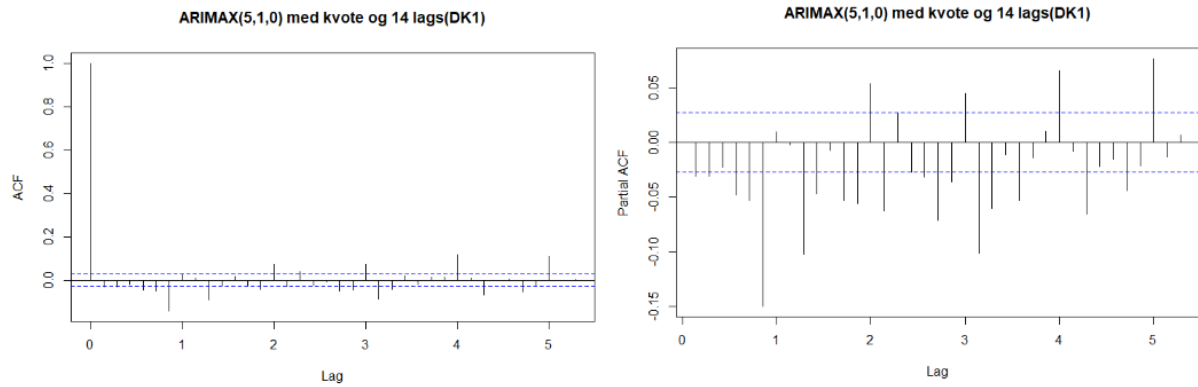 ARIMAX(5,1,0) med kvote og 14 lags(DK1)
ACF
1.0
0.8
0.6
0.4
0.2
0.0
0 1 2 3 4 5
Lag
ARIMAX(5,1,0) med kvote og 14 lags(DK1)
Partial ACF
0.05
0.00
-0.05
-0.10
-0.15
0 1 2 3 4 5
Lag